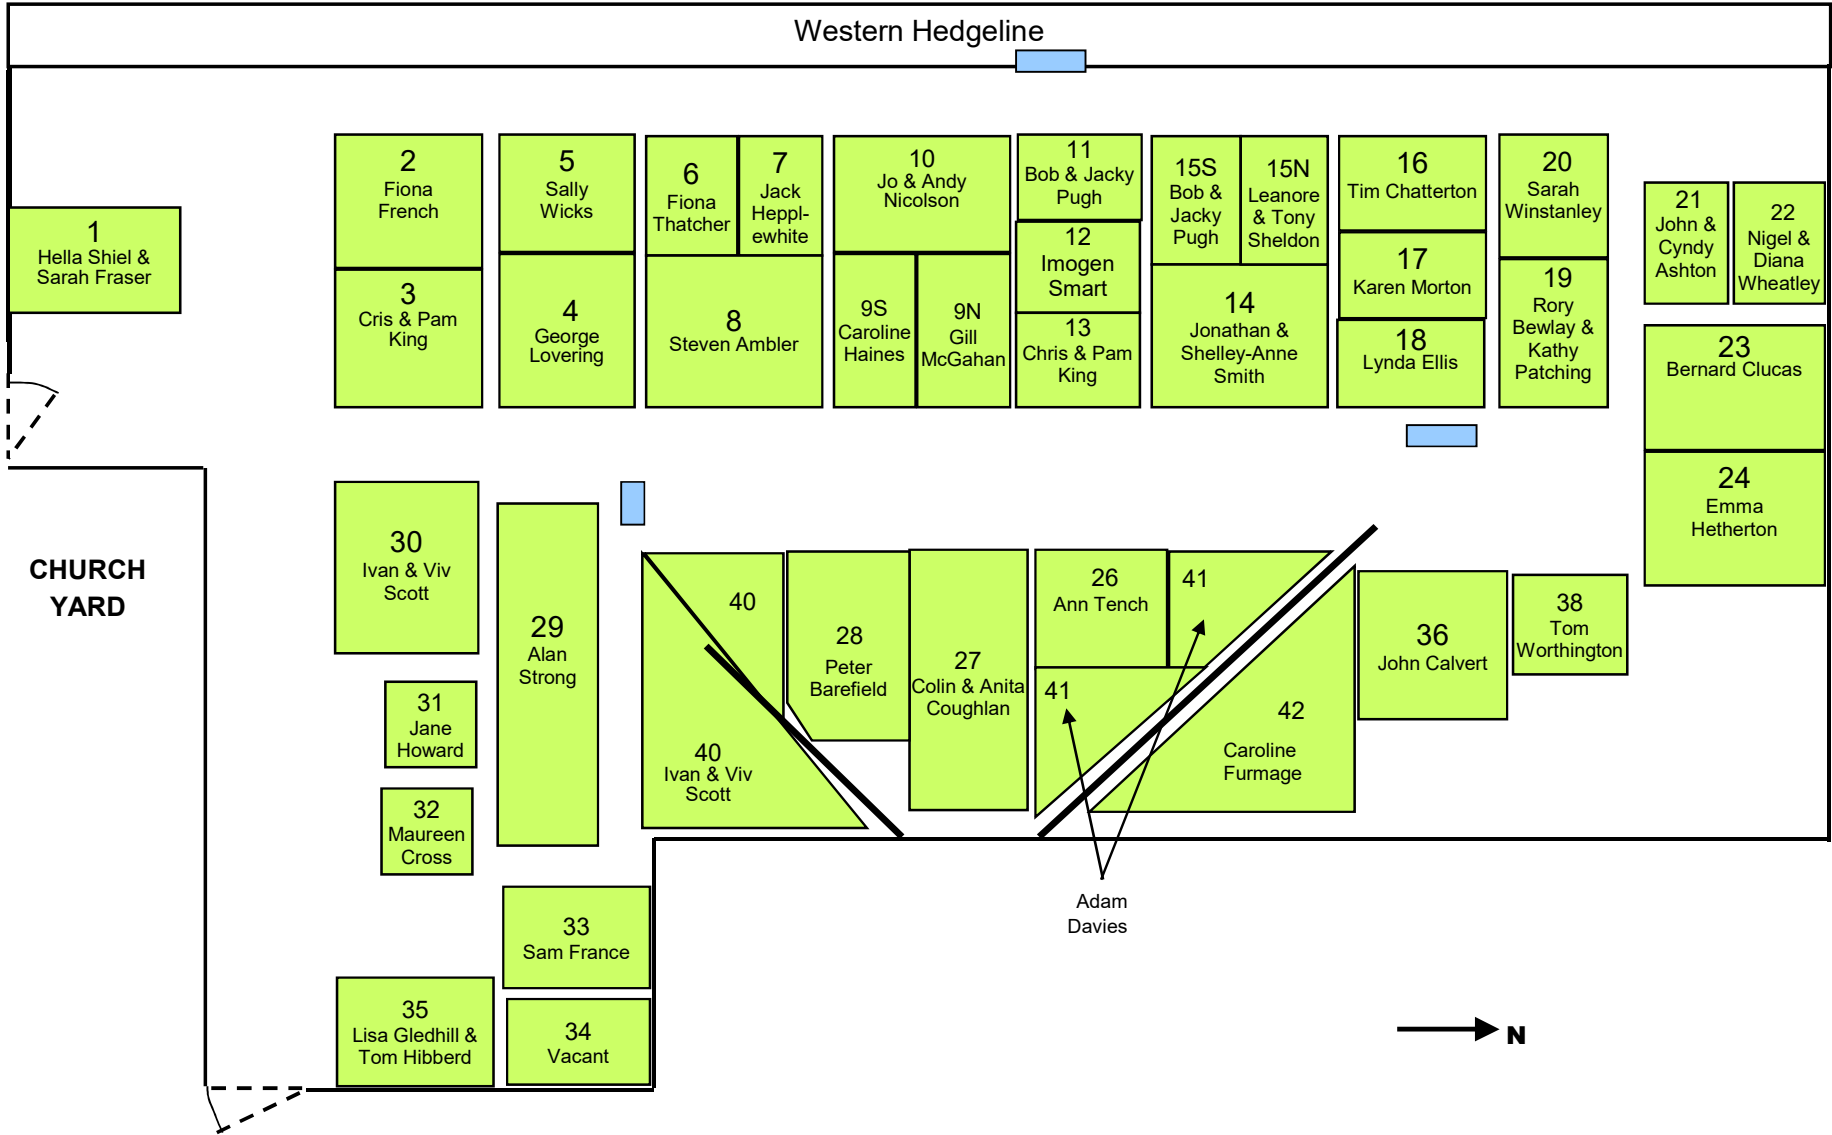 Western Hedgeline
1
Hella Shiel &
Sarah Fraser
2
Fiona
French
3
Cris & Pam
King
5
Sally
Wicks
4
George
Lovering
6
Fiona
Thatcher
7
Jack
Heppl-
ewhite
8
Steven Ambler
10
Jo & Andy
Nicolson
9S
Caroline
Haines
9N
Gill
McGahan
11
Bob & Jacky
Pugh
12
Imogen
Smart
13
Chris & Pam
King
15S
Bob &
Jacky
Pugh
15N
Leanore
& Tony
Sheldon
14
Jonathan &
Shelley-Anne
Smith
16
Tim Chatterton
17
Karen Morton
18
Lynda Ellis
20
Sarah
Winstanley
19
Rory
Bewlay &
Kathy
Patching
21
John &
Cyndy
Ashton
22
Nigel &
Diana
Wheatley
23
Bernard Clucas
24
Emma
Hetherton
CHURCH
YARD
30
Ivan & Viv
Scott
29
Alan
Strong
31
Jane
Howard
32
Maureen
Cross
40
40
Ivan & Viv
Scott
28
Peter
Barefield
27
Colin & Anita
Coughlan
26
Ann Tench
41
41
42
Caroline
Furmage
36
John Calvert
38
Tom
Worthington
Adam
Davies
33
Sam France
35
Lisa Gledhill &
Tom Hibberd
34
Vacant
N